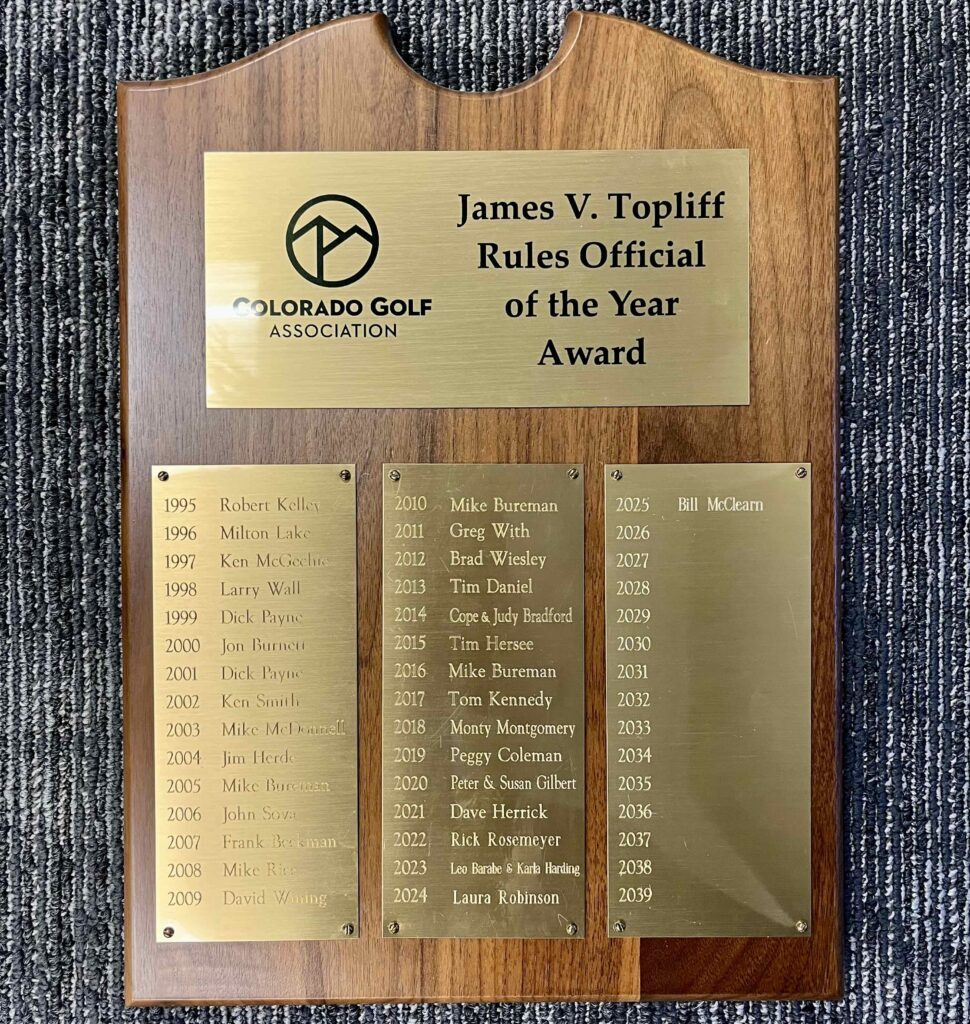 COLORADO GOLF
ASSOCIATION
James V. Topliff
Rules Official
of the Year
Award
1995 Robert Kelley
1996 Milton Lake
1997 Ken McGechie
1998 Larry Wall
1999 Dick Payne
2000 Jon Burnett
2001 Dick Payne
2002 Ken Smith
2003 Mike McDonnell
2004 Jim Herde
2005 Mike Bureman
2006 John Sova
2007 Frank Beckman
2008 Mike Rice
2009 David
2010 Mike Bureman
2011 Greg With
2012 Brad Wiesley
2013 Tim Daniel
2014 Cope & Judy Bradford
2015 Tim Hersee
2016 Mike Bureman
2017 Tom Kennedy
2018 Monty Montgomery
2019 Peggy Coleman
2020 Peter & Susan Gilbert
2021 Dave Herrick
2022 Rick Rosemeyer
2023 Leo Barabe & Karla Harding
2024 Laura Robinson
2025 Bill McClearn
2026
2027
2028
2029
2030
2031
2032
2033
2034
2035
2036
2037
2038
2039